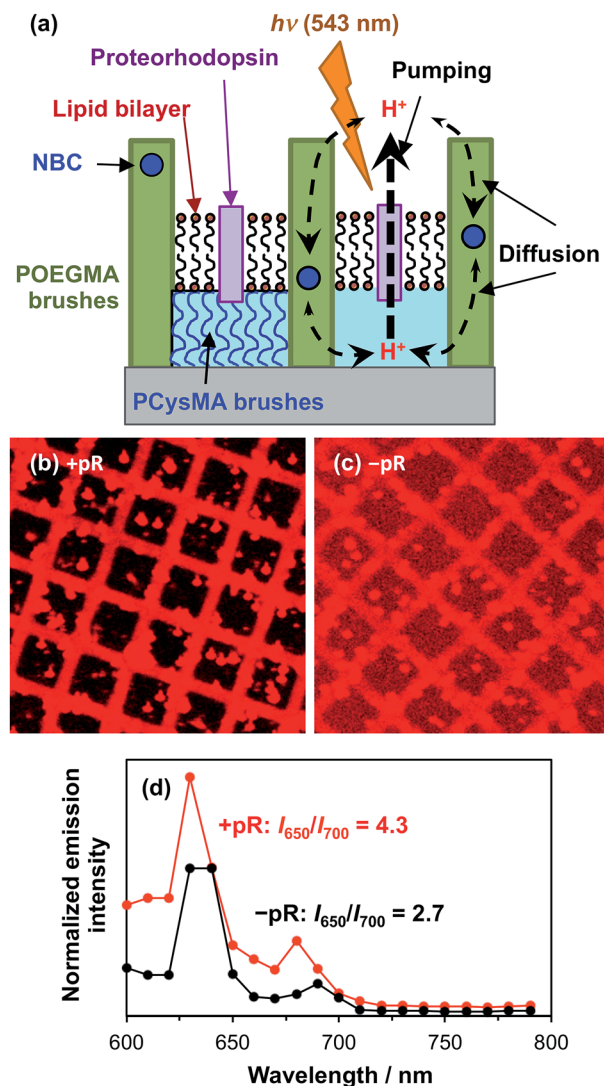 (a)
hν (543 nm)
Proteorhodopsin
Pumping
Lipid bilayer
H⁺
NBC
Diffusion
POEGMA
brushes
H⁺
PCysMA brushes
(b) +pR
(c) −pR
(d)
+pR: I₆₅₀/I₇₀₀ = 4.3
−pR: I₆₅₀/I₇₀₀ = 2.7
Normalized emission
intensity
600
650
700
750
800
Wavelength / nm